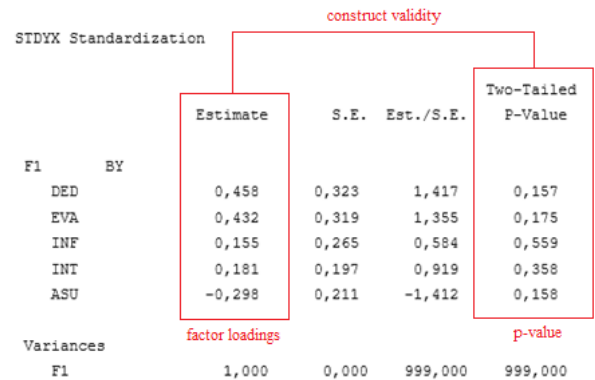 construct validity
STDYX Standardization
Two-Tailed
Estimate S.E. Est./S.E. P-Value
F1 BY
DED 0,458 0,323 1,417 0,157
EVA 0,432 0,319 1,355 0,175
INF 0,155 0,265 0,584 0,559
INT 0,181 0,197 0,919 0,358
ASU -0,298 0,211 -1,412 0,158
factor loadings p-value
Variances
F1 1,000 0,000 999,000 999,000